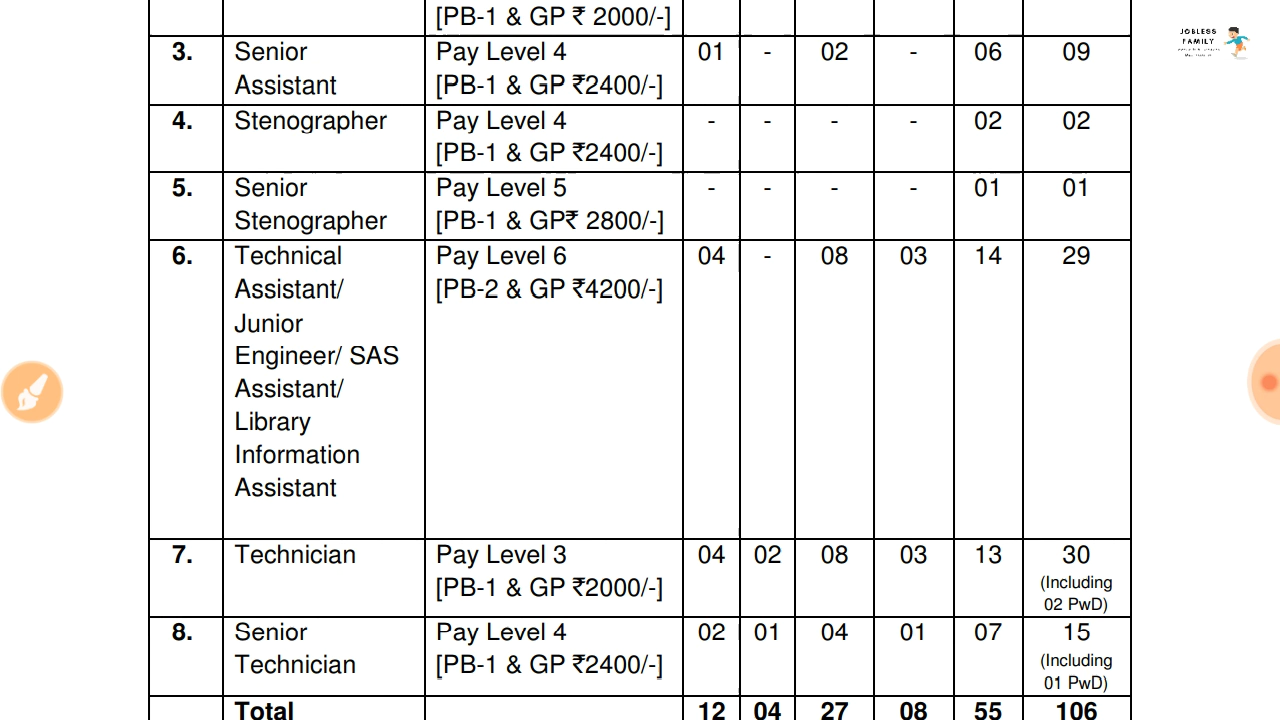 [PB-1 & GP ₹ 2000/-]
JOBLESS
FAMILY
3. Senior Pay Level 4 01 - 02 - 06 09
Assistant [PB-1 & GP ₹2400/-]
4. Stenographer Pay Level 4 - - - - 02 02
[PB-1 & GP ₹2400/-]
5. Senior Pay Level 5 - - - - 01 01
Stenographer [PB-1 & GP₹ 2800/-]
6. Technical Pay Level 6 04 - 08 03 14 29
Assistant/ [PB-2 & GP ₹4200/-]
Junior
Engineer/ SAS
Assistant/
Library
Information
Assistant
7. Technician Pay Level 3 04 02 08 03 13 30
[PB-1 & GP ₹2000/-] (Including
02 PwD)
8. Senior Pay Level 4 02 01 04 01 07 15
Technician [PB-1 & GP ₹2400/-] (Including
01 PwD)
Total 12 04 27 08 55 106